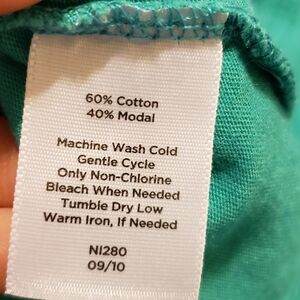 60% Cotton
40% Modal
Machine Wash Cold
Gentle Cycle
Only Non-Chlorine
Bleach When Needed
Tumble Dry Low
Warm Iron, If Needed
NI280
09/10